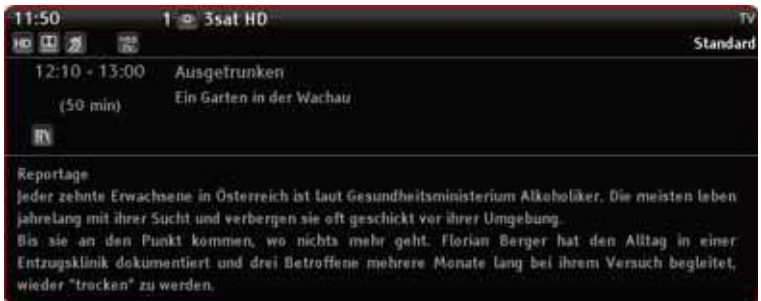 11:50 1 3sat HD TV
HD Standard
12:10 - 13:00 Ausgetrunken
(50 min) Ein Garten in der Wachau
Reportage
Jeder zehnte Erwachsene in Österreich ist laut Gesundheitsministerium Alkoholiker. Die meisten leben
jahrelang mit ihrer Sucht und verbergen sie oft geschickt vor ihrer Umgebung.
Bis sie an den Punkt kommen, wo nichts mehr geht. Florian Berger hat den Alltag in einer
Entzugsklinik dokumentiert und drei Betroffene mehrere Monate lang bei ihrem Versuch begleitet,
wieder "trocken" zu werden.